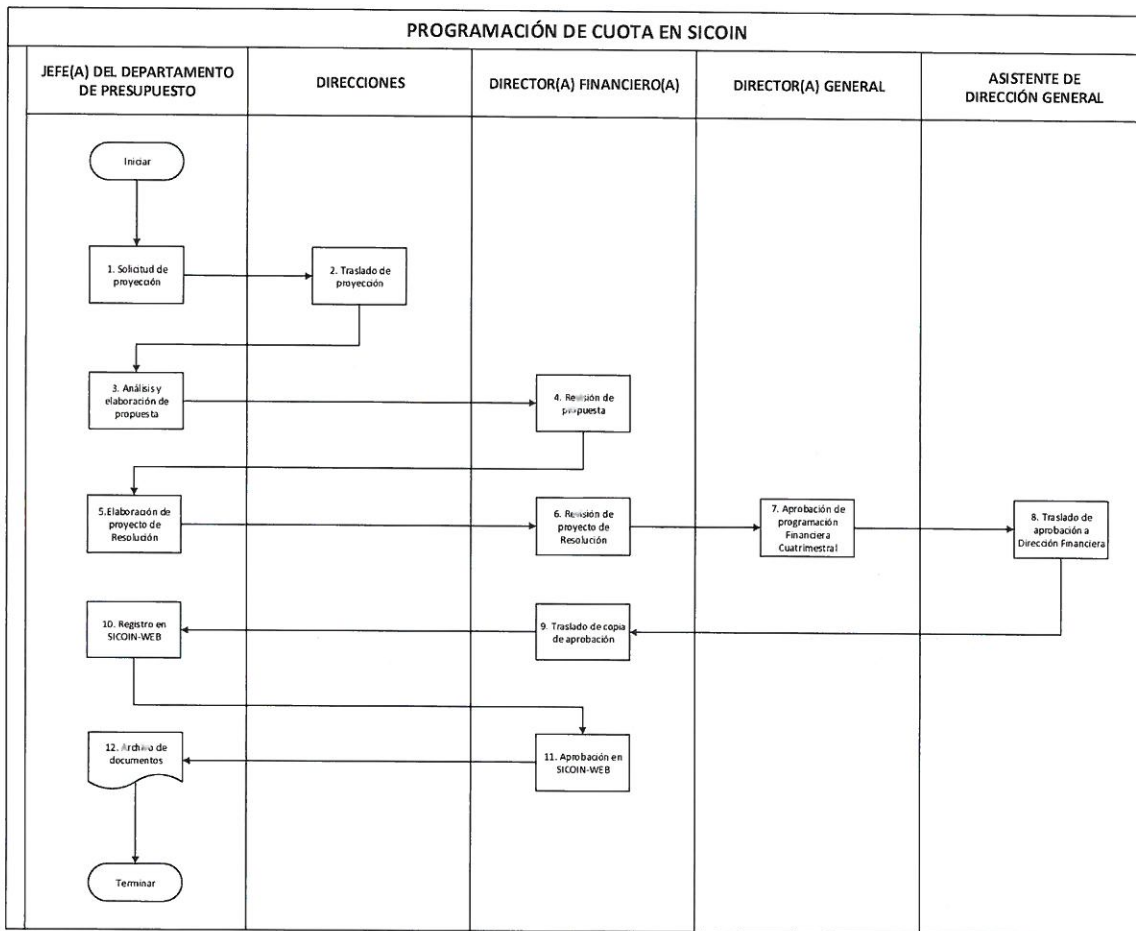 PROGRAMACIÓN DE CUOTA EN SICOIN
JEFE(A) DEL DEPARTAMENTO
DE PRESUPUESTO
DIRECCIONES
DIRECTOR(A) FINANCIERO(A)
DIRECTOR(A) GENERAL
ASISTENTE DE
DIRECCIÓN GENERAL
Iniciar
1. Solicitud de
proyección
2. Traslado de
proyección
3. Análisis y
elaboración de
propuesta
4. Revisión de
propuesta
5.Elaboración de
proyecto de
Resolución
6. Revisión de
proyecto de
Resolución
7. Aprobación de
programación
Financiera
Cuatrimestral
8. Traslado de
aprobación a
Dirección Financiera
10. Registro en
SICOIN-WEB
9. Traslado de copia
de aprobación
12. Archivo de
documentos
11. Aprobación en
SICOIN-WEB
Terminar